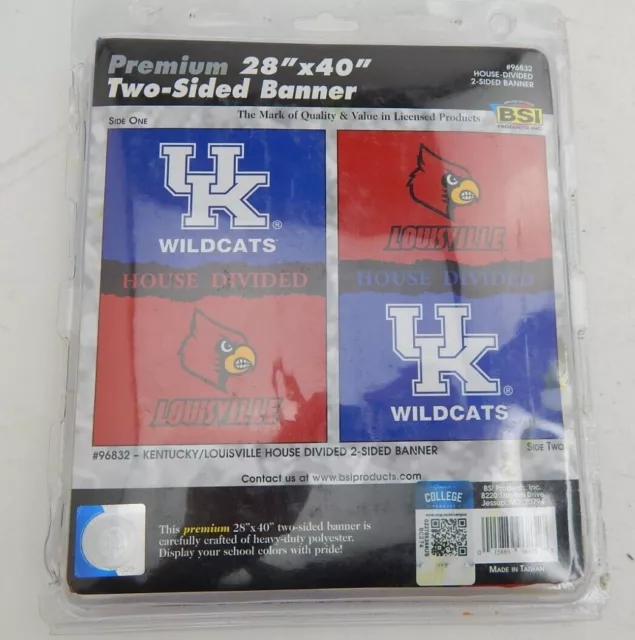 Premium 28"x40"
Two-Sided Banner
#96832
HOUSE-DIVIDED
2-SIDED BANNER
The Mark of Quality & Value in Licensed Products
BSI
PRODUCTS INC.
SIDE ONE
UK
®
WILDCATS
HOUSE DIVIDED
LOUISVILLE
LOUISVILLE
HOUSE DIVIDED
UK
®
WILDCATS
SIDE TWO
#96832 – KENTUCKY/LOUISVILLE HOUSE DIVIDED 2-SIDED BANNER
Contact us at www.bsiproducts.com
This premium 28"x40" two-sided banner is
carefully crafted of heavy-duty polyester.
Display your school colors with pride!
COLLEGE
BSI Products, Inc.
MADE IN TAIWAN